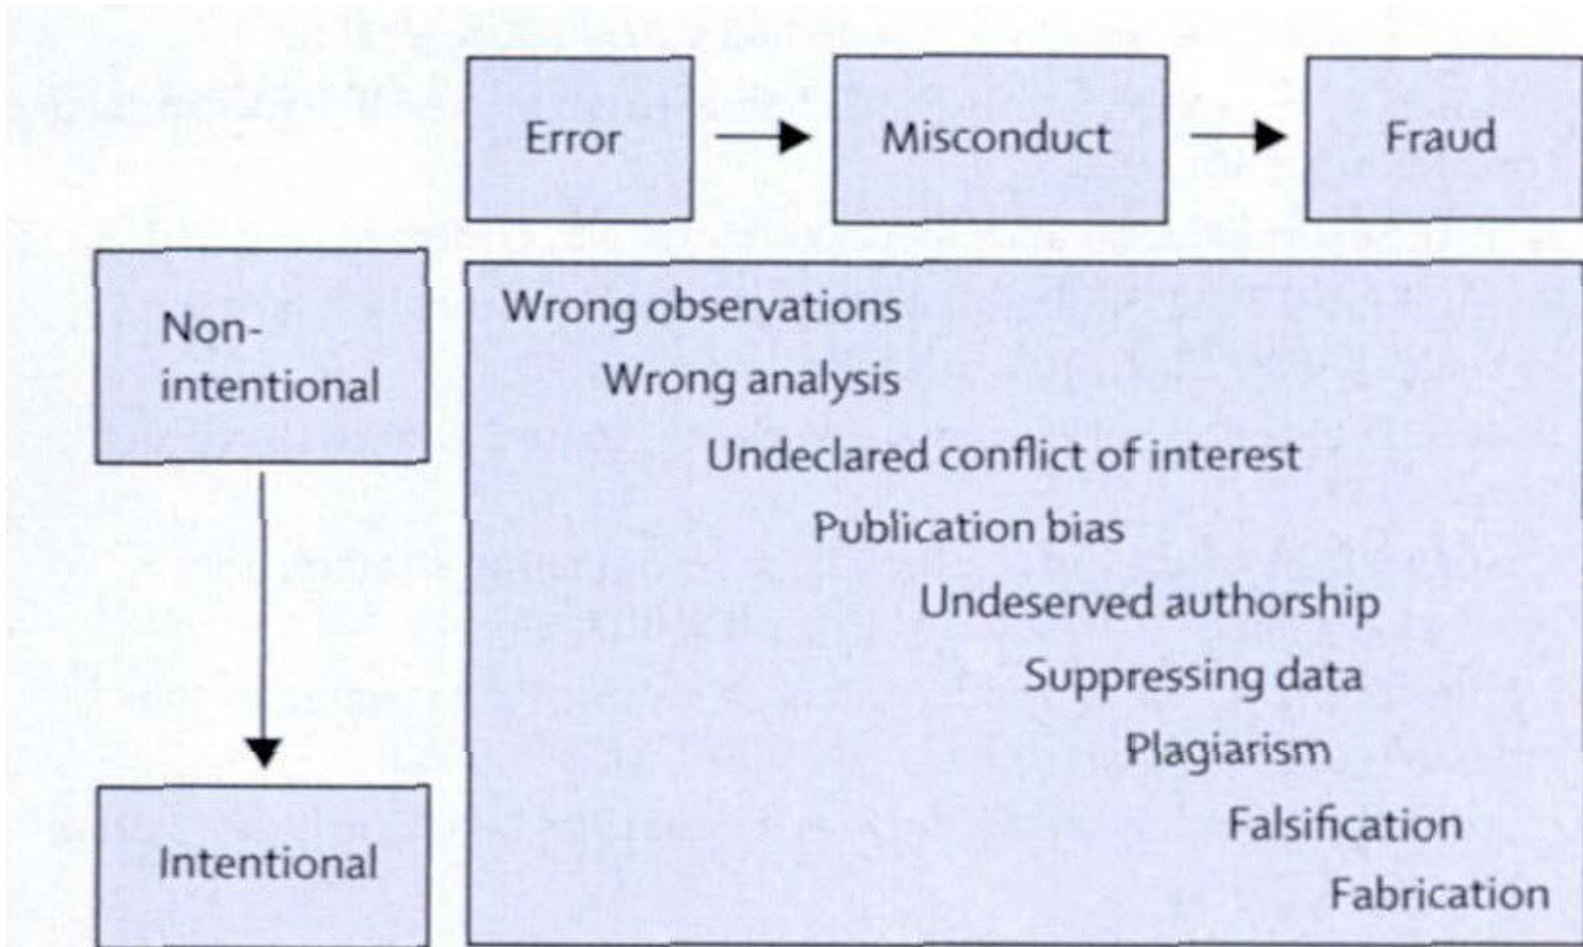 Error
Misconduct
Fraud
Non-
intentional
Intentional
Wrong observations
Wrong analysis
Undeclared conflict of interest
Publication bias
Undeserved authorship
Suppressing data
Plagiarism
Falsification
Fabrication